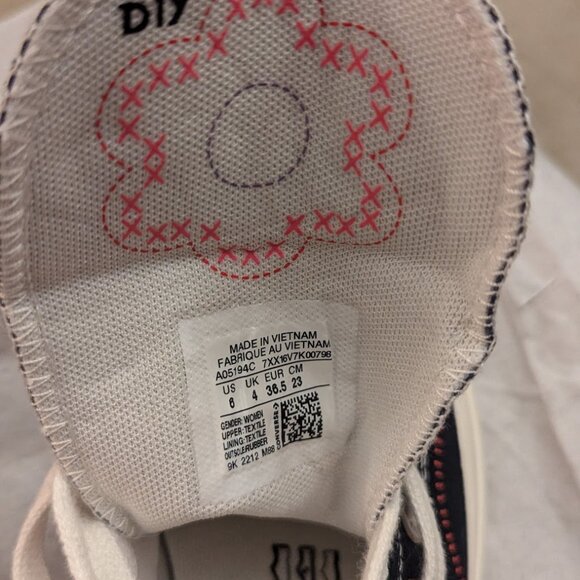 DIY
MADE IN VIETNAM
FABRIQUE AU VIETNAM
A05194C 7XX16V7K00796
US UK EUR CM
6 4 36.5 23
GENDER: WOMEN
UPPER: TEXTILE
LINING: TEXTILE
OUTSOLE: RUBBER
CONVERSE
9K 2212 M88